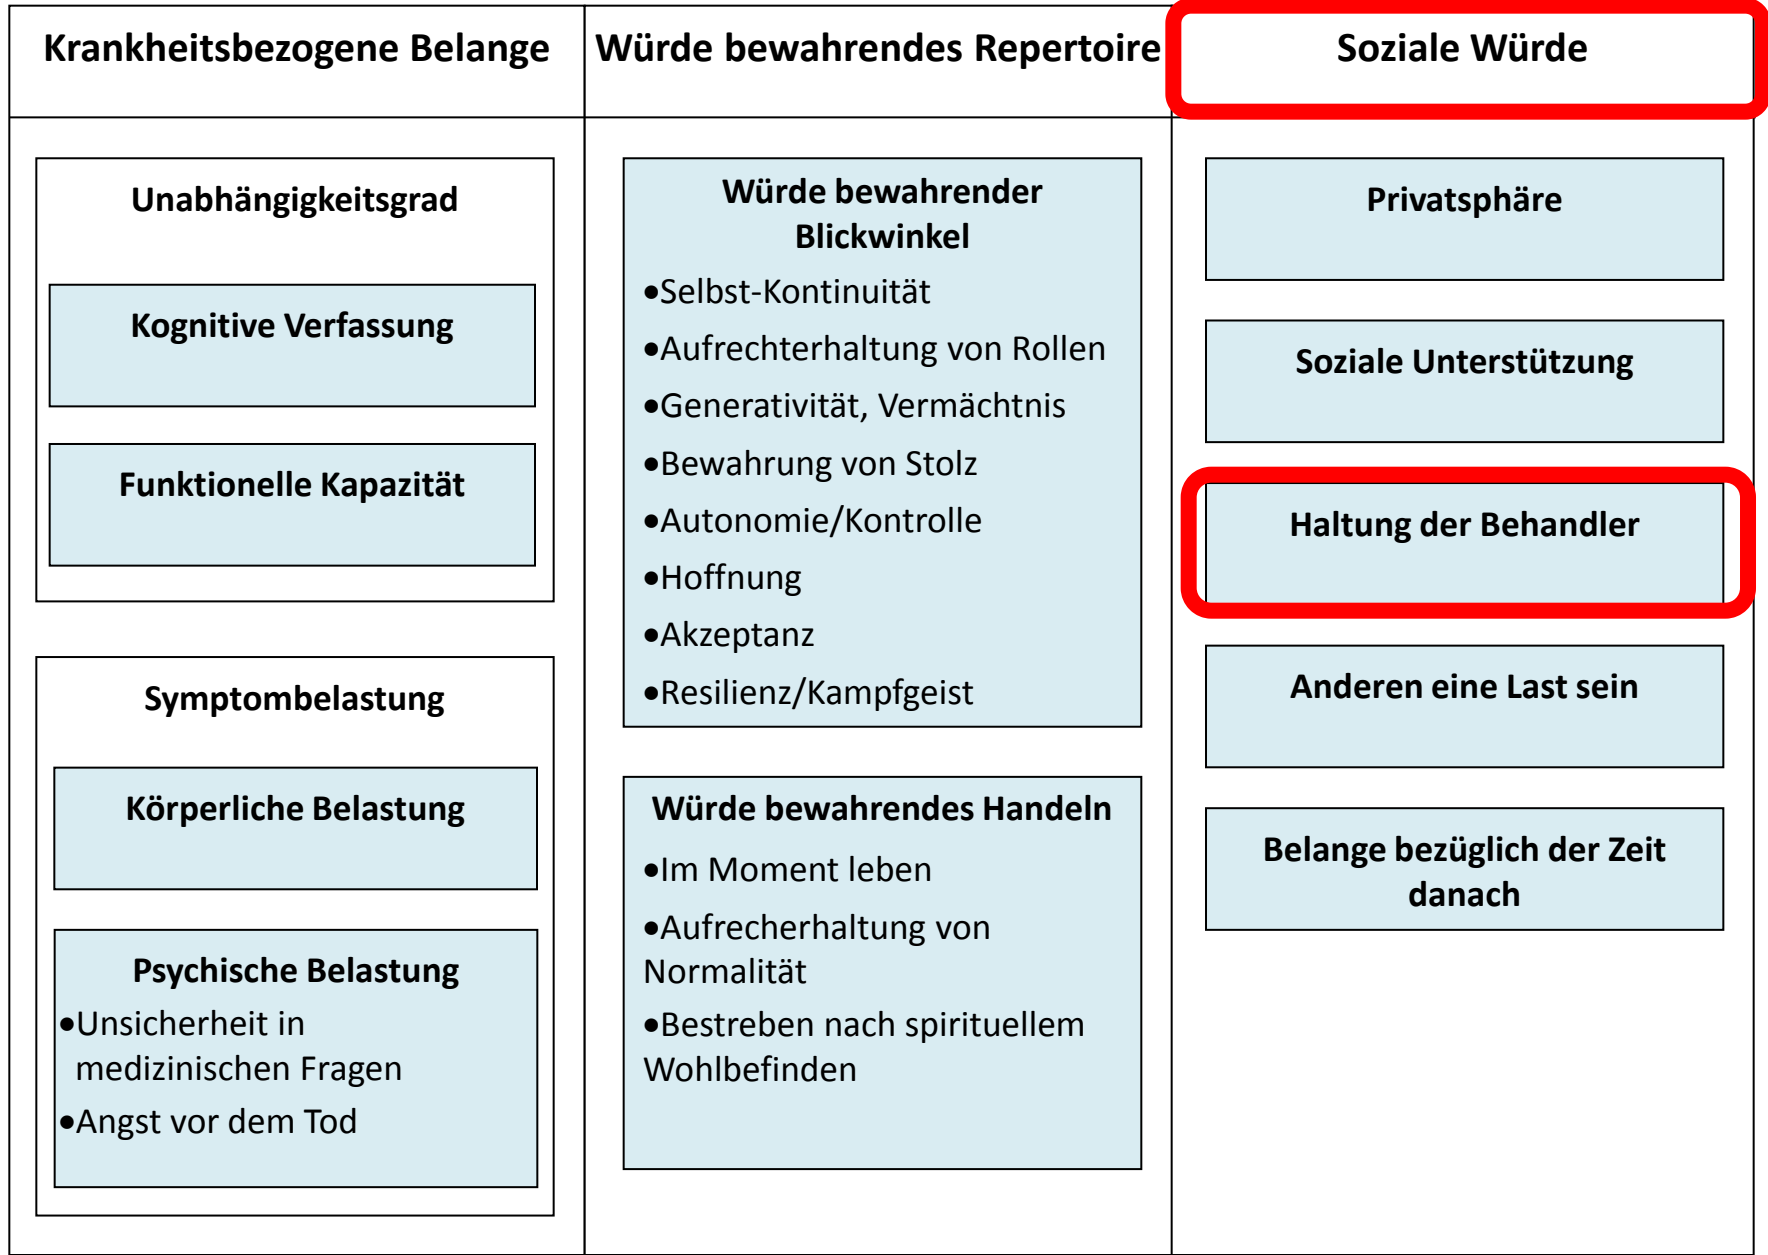 Krankheitsbezogene Belange
Würde bewahrendes Repertoire
Soziale Würde
Unabhängigkeitsgrad
Kognitive Verfassung
Funktionelle Kapazität
Symptombelastung
Körperliche Belastung
Psychische Belastung
•Unsicherheit in
medizinischen Fragen
•Angst vor dem Tod
Würde bewahrender
Blickwinkel
•Selbst-Kontinuität
•Aufrechterhaltung von Rollen
•Generativität, Vermächtnis
•Bewahrung von Stolz
•Autonomie/Kontrolle
•Hoffnung
•Akzeptanz
•Resilienz/Kampfgeist
Würde bewahrendes Handeln
•Im Moment leben
•Aufrecherhaltung von
Normalität
•Bestreben nach spirituellem
Wohlbefinden
Privatsphäre
Soziale Unterstützung
Haltung der Behandler
Anderen eine Last sein
Belange bezüglich der Zeit
danach